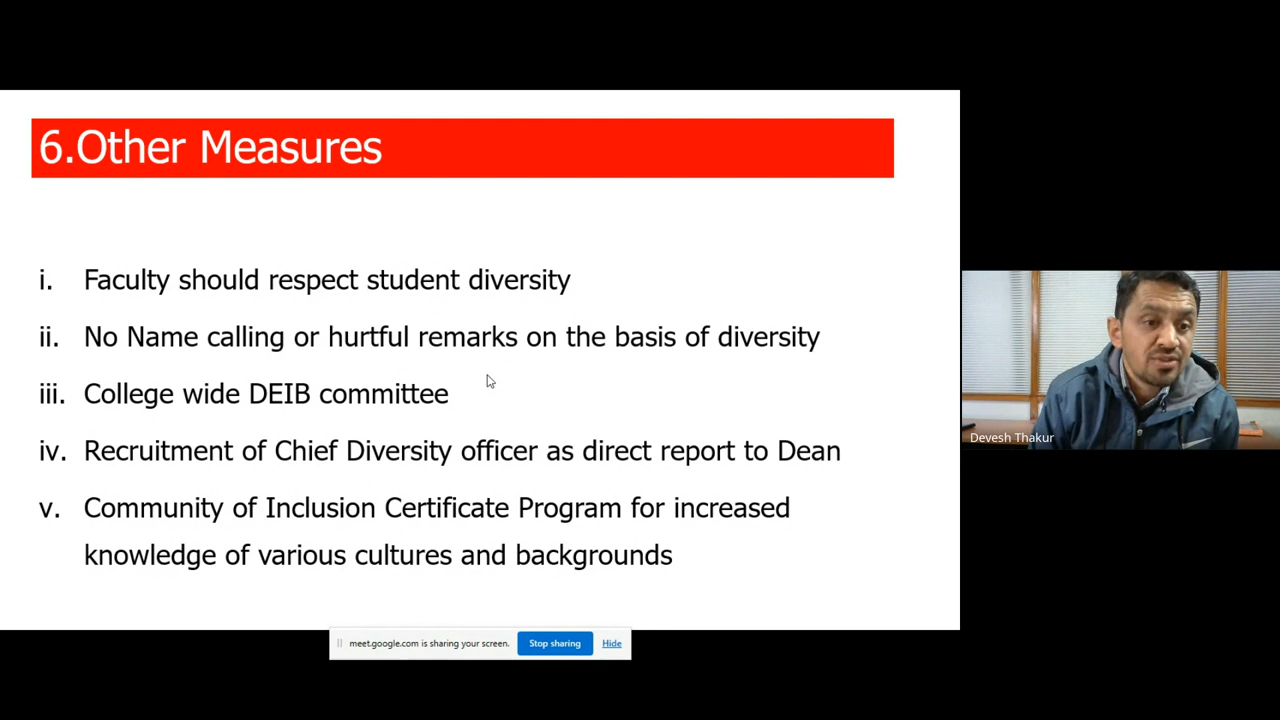 6.Other Measures
i. Faculty should respect student diversity
ii. No Name calling or hurtful remarks on the basis of diversity
iii. College wide DEIB committee
iv. Recruitment of Chief Diversity officer as direct report to Dean
v. Community of Inclusion Certificate Program for increased
knowledge of various cultures and backgrounds
Devesh Thakur
meet.google.com is sharing your screen. Stop sharing Hide